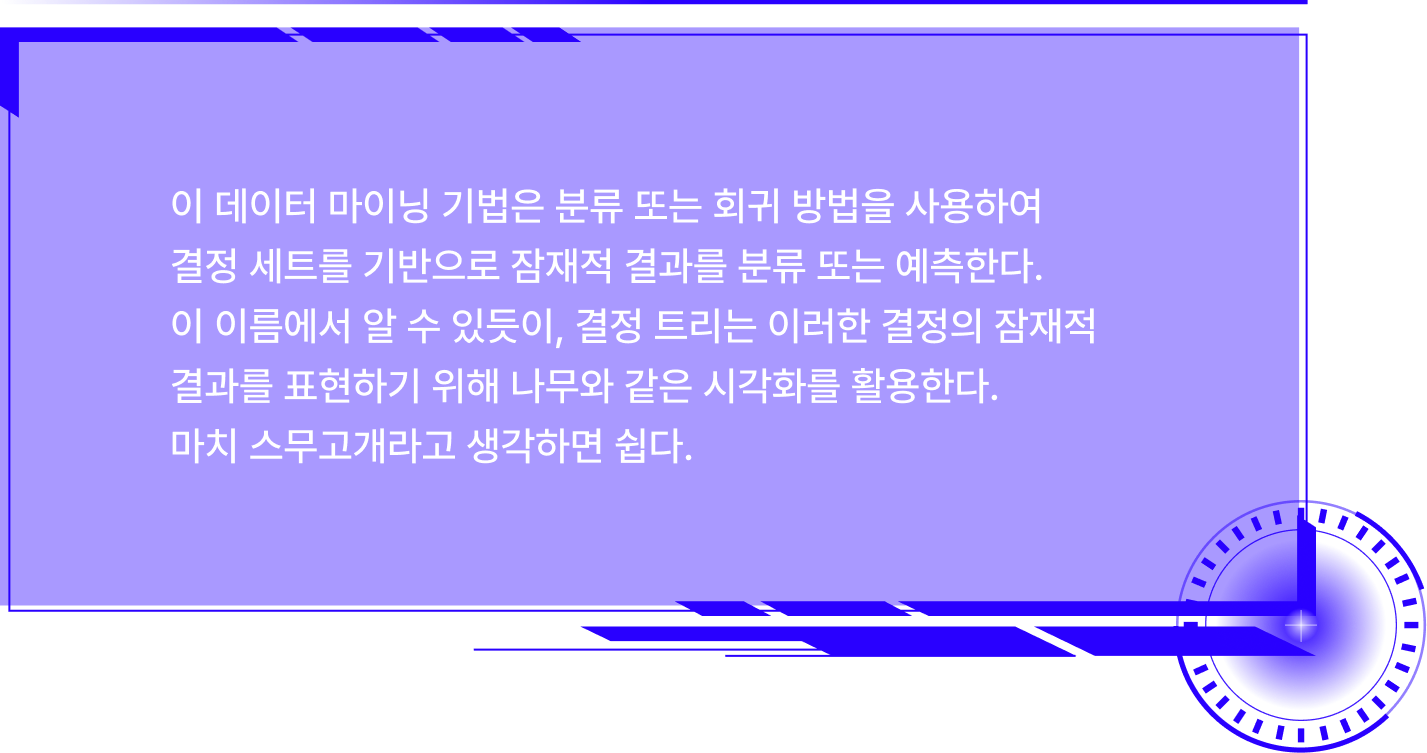 이 데이터 마이닝 기법은 분류 또는 회귀 방법을 사용하여
결정 세트를 기반으로 잠재적 결과를 분류 또는 예측한다.
이 이름에서 알 수 있듯이, 결정 트리는 이러한 결정의 잠재적
결과를 표현하기 위해 나무와 같은 시각화를 활용한다.
마치 스무고개라고 생각하면 쉽다.